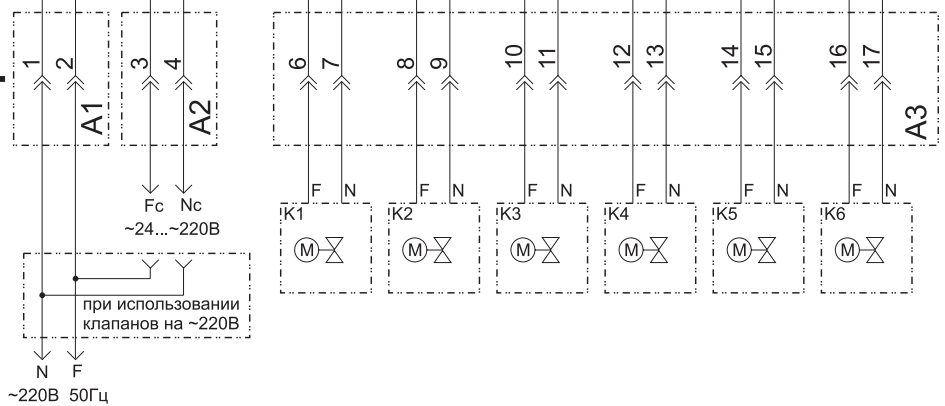 1 2 3 4 6 7 8 9 10 11 12 13 14 15 16 17
A1 A2 A3
F N F N F N F N F N F N
Fc Nc
~24...~220В
K1 K2 K3 K4 K5 K6
M M M M M M
при использовании
клапанов на ~220В
N F
~220В 50Гц